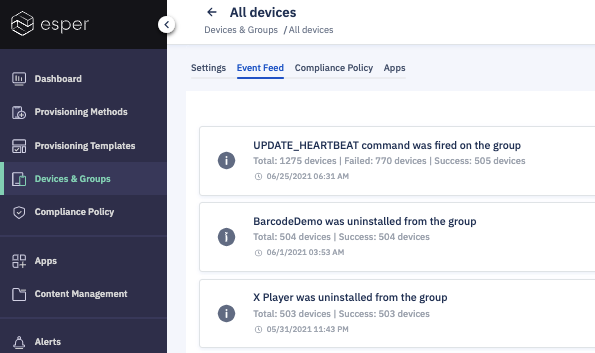 esper
Dashboard
Provisioning Methods
Provisioning Templates
Devices & Groups
Compliance Policy
Apps
Content Management
Alerts
All devices
Devices & Groups / All devices
Settings Event Feed Compliance Policy Apps
UPDATE_HEARTBEAT command was fired on the group
Total: 1275 devices | Failed: 770 devices | Success: 505 devices
06/25/2021 06:31 AM
BarcodeDemo was uninstalled from the group
Total: 504 devices | Success: 504 devices
06/1/2021 03:53 AM
X Player was uninstalled from the group
Total: 503 devices | Success: 503 devices
05/31/2021 11:43 PM